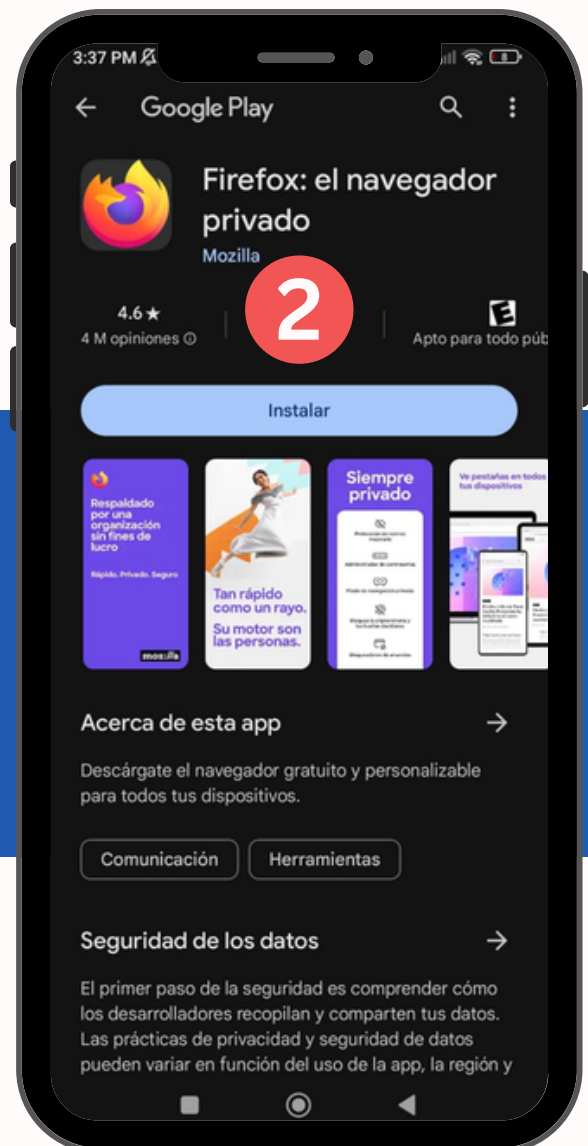 3:37 PM
8
Google Play
Firefox: el navegador
privado
Mozilla
2
4.6★
4 M opiniones
E
Apto para todo púb
Instalar
Respaldado
por una
organización
sin fines de
lucro
Rápido. Privado. Seguro
moz://a
Tan rápido
como un rayo.
Su motor son
las personas.
Siempre
privado
Ve pestañas en todos
tus dispositivos
Acerca de esta app
Descárgate el navegador gratuito y personalizable
para todos tus dispositivos.
Comunicación
Herramientas
Seguridad de los datos
El primer paso de la seguridad es comprender cómo
los desarrolladores recopilan y comparten tus datos.
Las prácticas de privacidad y seguridad de datos
pueden variar en función del uso de la app, la región y